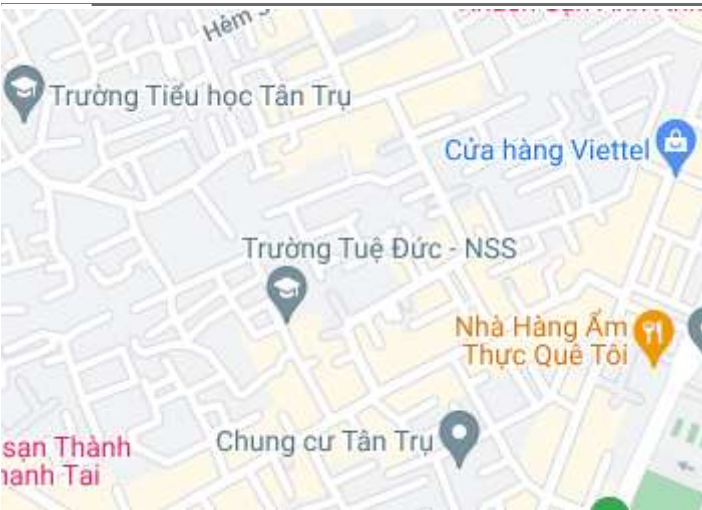 Hẻm
Trường Tiểu học Tân Trụ
Cửa hàng Viettel
Trường Tuệ Đức - NSS
Nhà Hàng Ẩm
Thực Quê Tôi
Chung cư Tân Trụ
sạn Thành
Tai